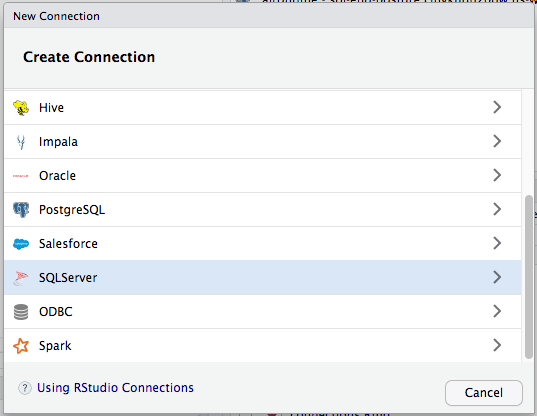 New Connection
Create Connection
Hive
Impala
Oracle
PostgreSQL
Salesforce
SQLServer
ODBC
Spark
? Using RStudio Connections
Cancel